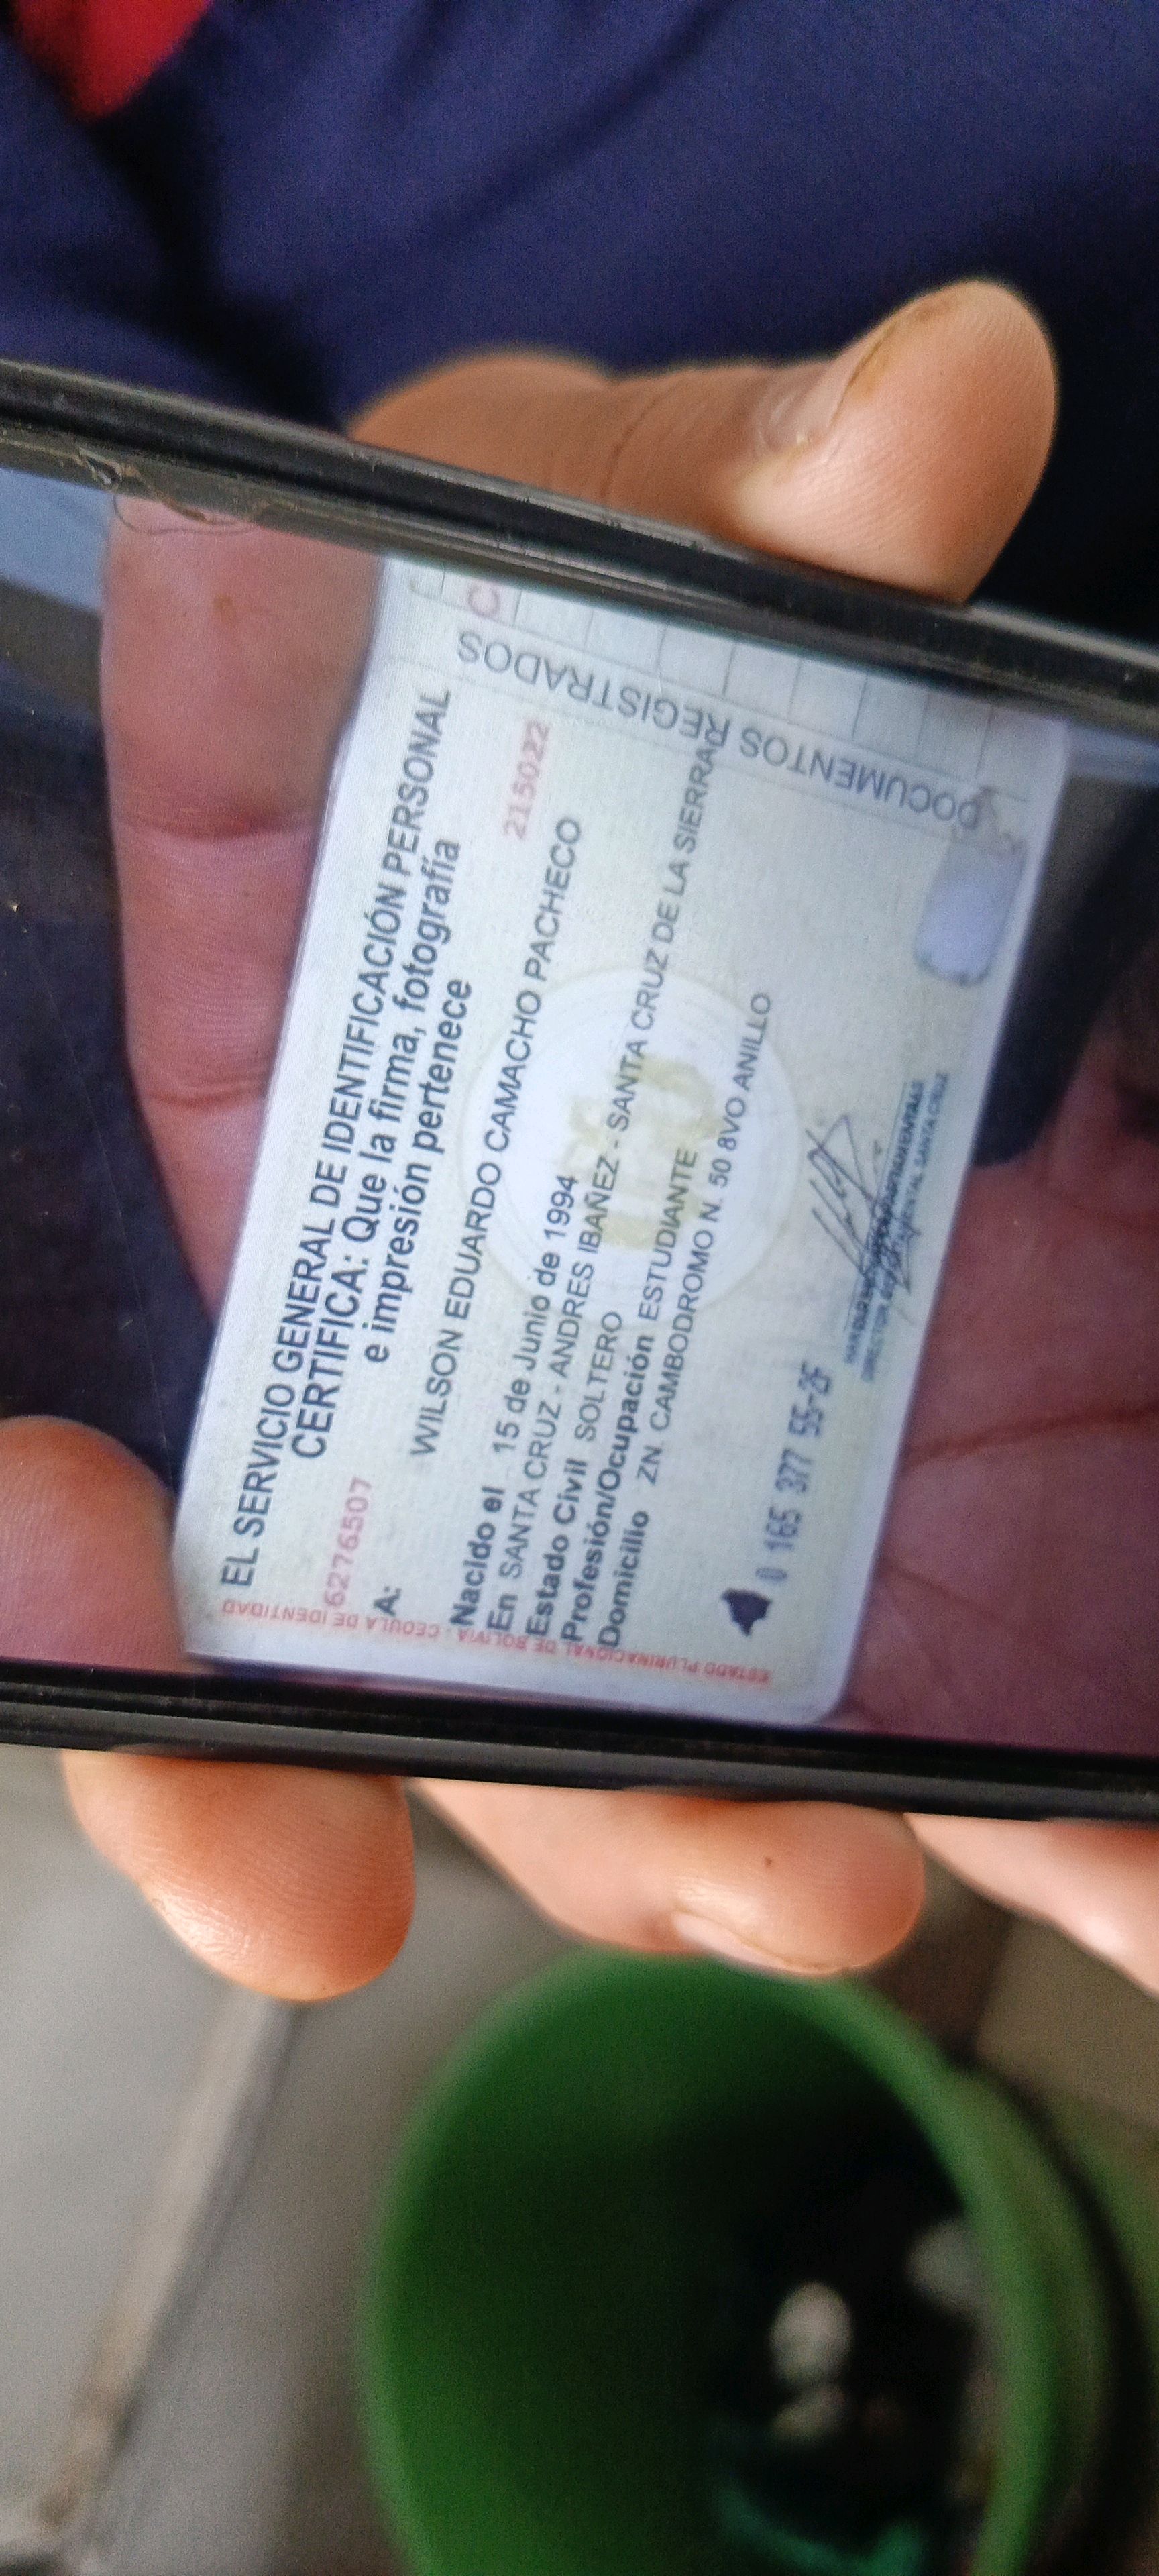 EL SERVICIO GENERAL DE IDENTIFICACIÓN PERSONAL
CERTIFICA: Que la firma, fotografía
e impresión pertenece
6276507
215022
A:
WILSON EDUARDO CAMACHO PACHECO
Nacido el 15 de Junio de 1994
En SANTA CRUZ - ANDRES IBAÑEZ - SANTA CRUZ DE LA SIERRA
Estado Civil SOLTERO
Profesión/Ocupación ESTUDIANTE
Domicilio ZN. CAMBODROMO N. 50 8VO ANILLO
0 165 377 55-2F
SANTA CRUZ
ESTADO PLURINACIONAL DE BOLIVIA - CEDULA DE IDENTIDAD
DOCUMENTOS REGISTRADOS
C